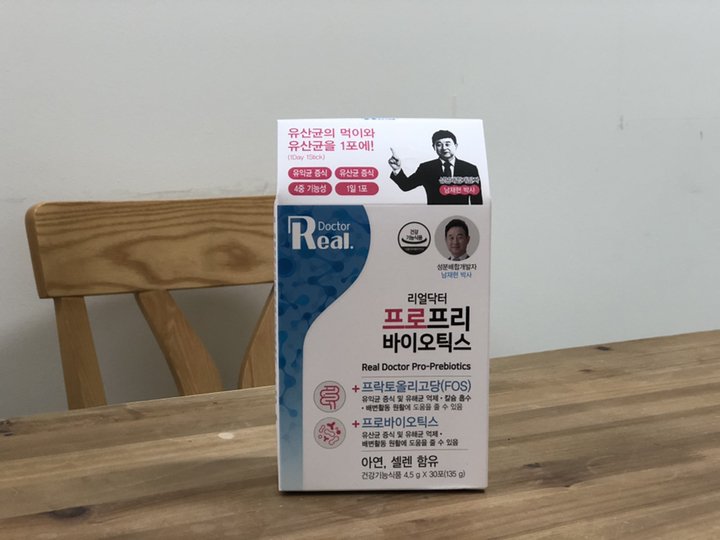 유산균의 먹이와
유산균을 1포에!
(1Day 1Stick)
유익균 증식 유산균 증식
4중 기능성 1일 1포
남재현 박사
Doctor
Real.
건강
기능식품
성분배합개발자
남재현 박사
리얼닥터
프로프리
바이오틱스
Real Doctor Pro-Prebiotics
+프락토올리고당(FOS)
유익균 증식 및 유해균 억제・칼슘 흡수
・배변활동 원활에 도움을 줄 수 있음
+프로바이오틱스
유산균 증식 및 유해균 억제・
배변활동 원활에 도움을 줄 수 있음
아연, 셀렌 함유
건강기능식품 4.5 g X 30포(135 g)